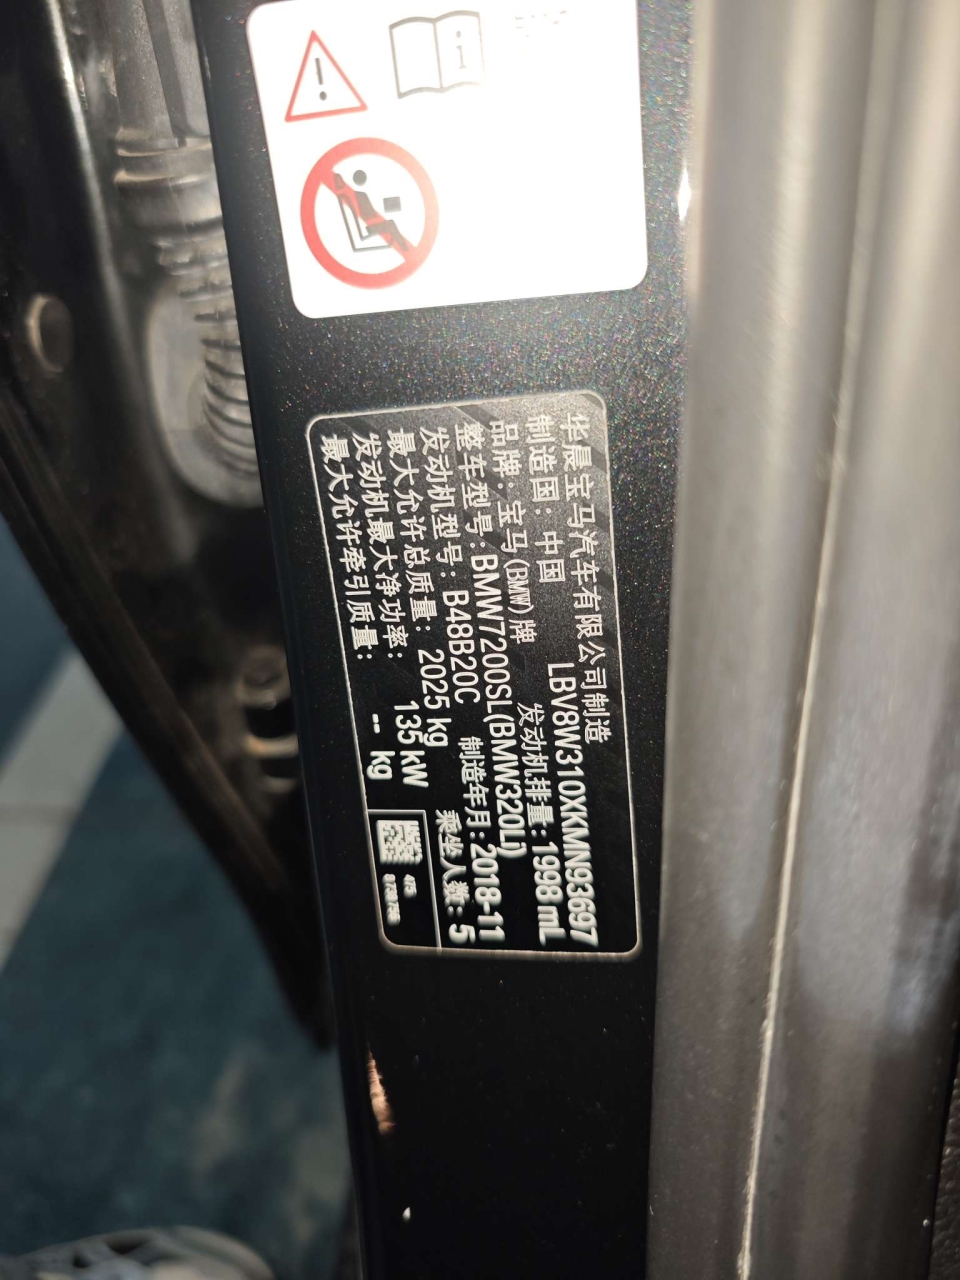 华晨宝马汽车有限公司制造
制造国：中国 LBV8W310XKMN93697
品牌：宝马(BMW)牌 发动机排量：1998 mL
整车型号：BMW7200SL(BMW320Li)
发动机型号：B48B20C 制造年月：2018-11
最大允许总质量：2025 kg 乘坐人数：5
发动机最大净功率：135 kW
最大允许牵引质量：-- kg
475